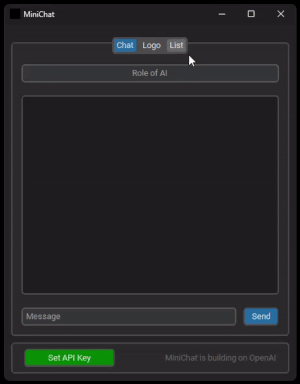 MiniChat
Chat Logo List
Role of AI
Message Send
Set API Key MiniChat is building on OpenAI